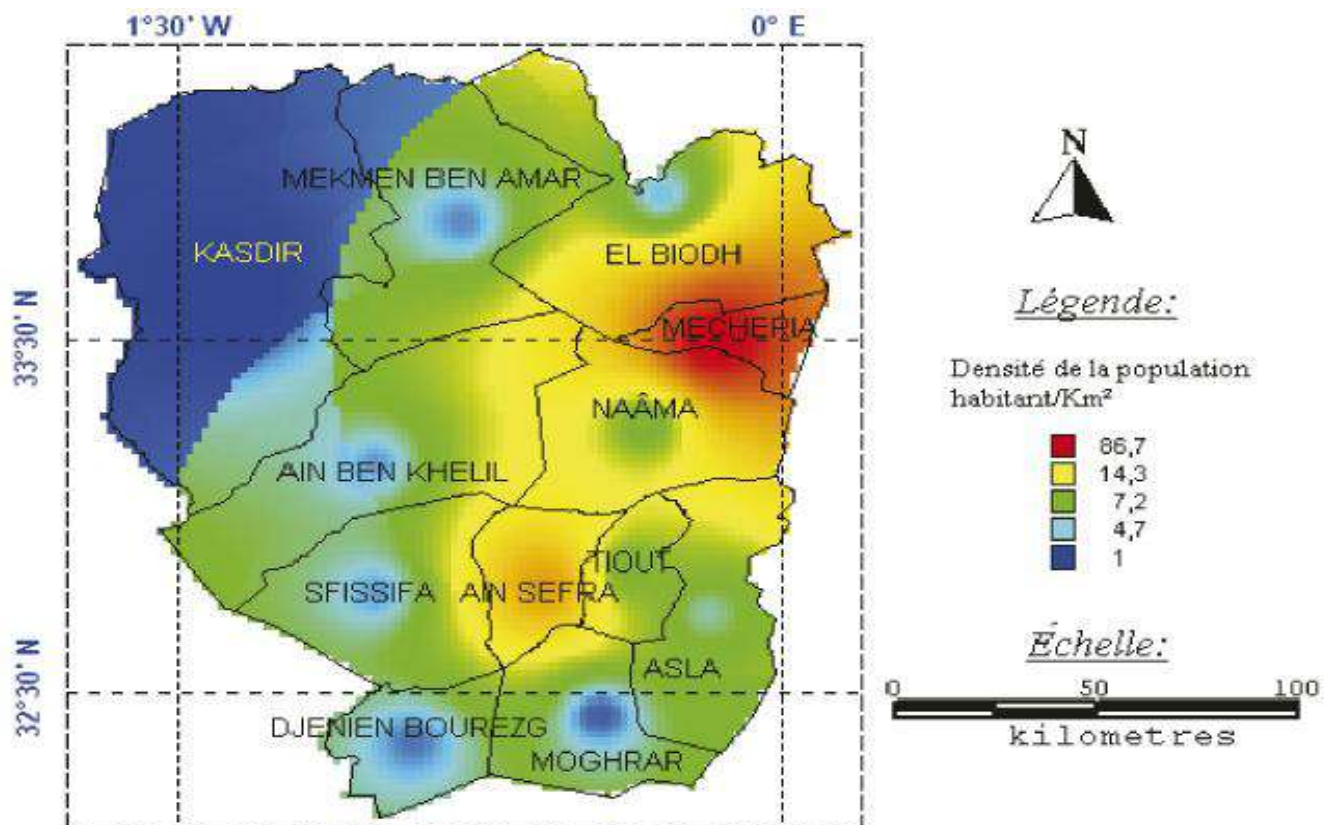 1°30' W
0° E
N
MEKMEN BEN AMAR
KASDIR
EL BIODH
Légende:
33°30' N
MECHERIA
Densité de la population
habitant/Km²
NAÂMA
86,7
14,3
AIN BEN KHELIL
7,2
4,7
1
TIOUT
SFISSIFA
AIN SEFRA
Échelle:
ASLA
32°30' N
0 50 100
DJENIEN BOUREZG
kilometres
MOGHRAR